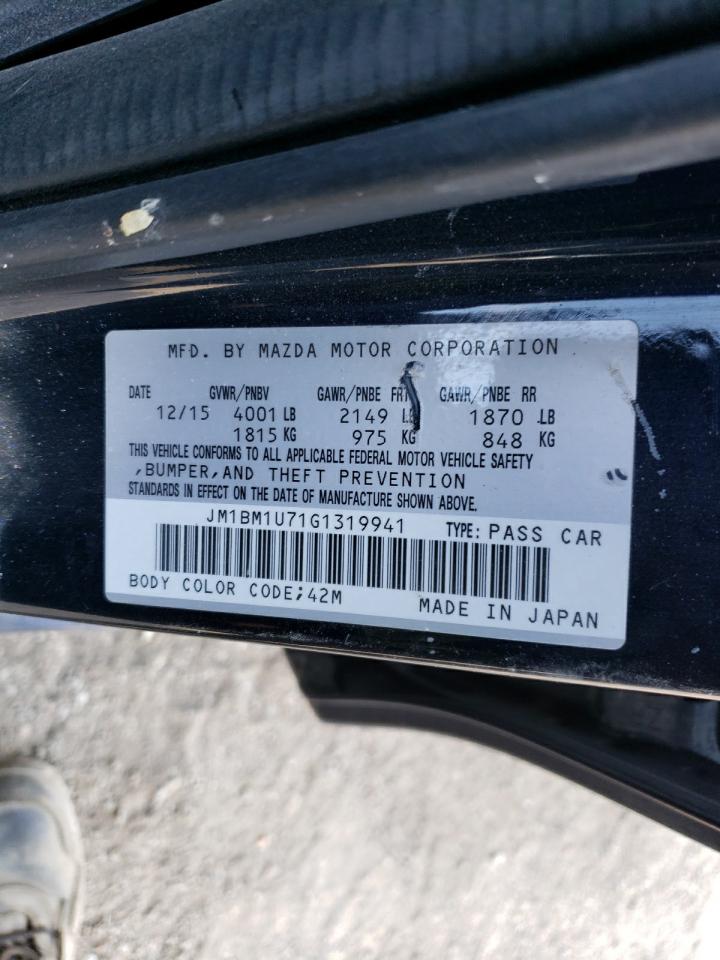 MFD. BY MAZDA MOTOR CORPORATION
DATE GVWR/PNBV GAWR/PNBE FRT GAWR/PNBE RR
12/15 4001 LB 2149 LB 1870 LB
1815 KG 975 KG 848 KG
THIS VEHICLE CONFORMS TO ALL APPLICABLE FEDERAL MOTOR VEHICLE SAFETY
,BUMPER,AND THEFT PREVENTION
STANDARDS IN EFFECT ON THE DATE OF MANUFACTURE SHOWN ABOVE.
JM1BM1U71G1319941 TYPE: PASS CAR
BODY COLOR CODE;42M MADE IN JAPAN